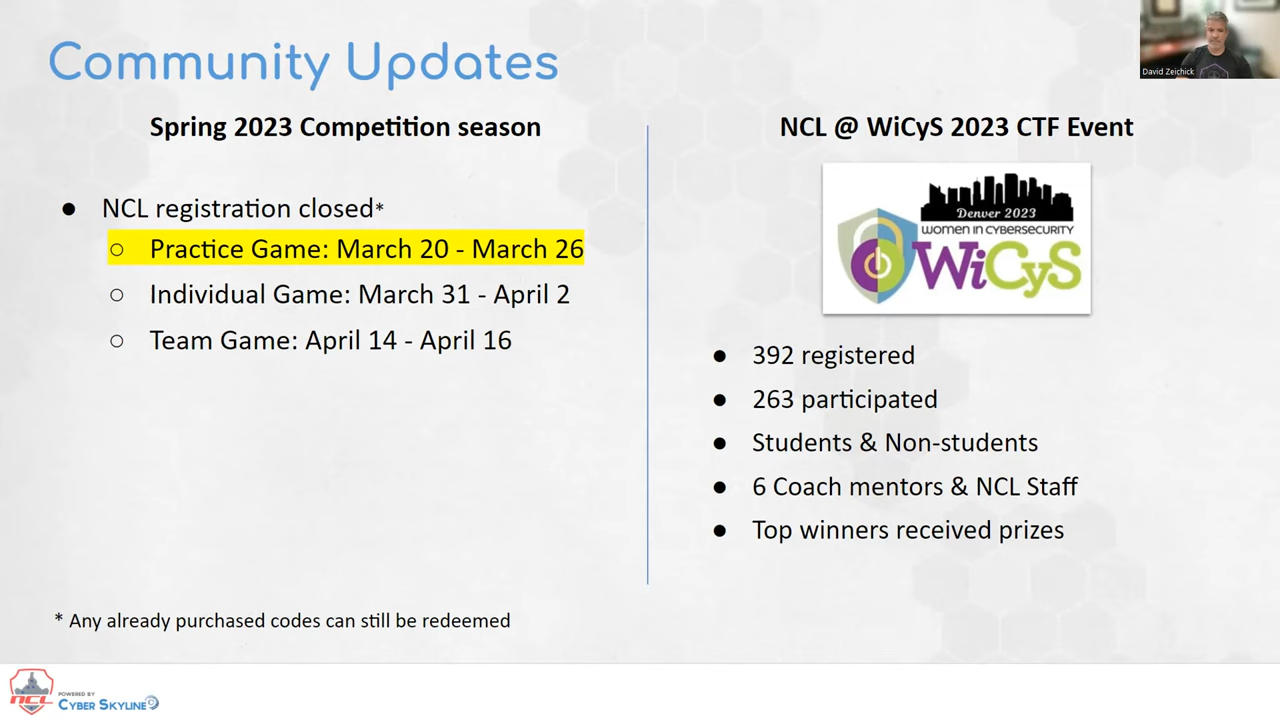 Community Updates
David Zeichick
Spring 2023 Competition season
● NCL registration closed*
○ Practice Game: March 20 - March 26
○ Individual Game: March 31 - April 2
○ Team Game: April 14 - April 16
* Any already purchased codes can still be redeemed
NCL @ WiCyS 2023 CTF Event
Denver 2023
WOMEN IN CYBERSECURITY
WiCyS
● 392 registered
● 263 participated
● Students & Non-students
● 6 Coach mentors & NCL Staff
● Top winners received prizes
NCL
POWERED BY
CYBER SKYLINE